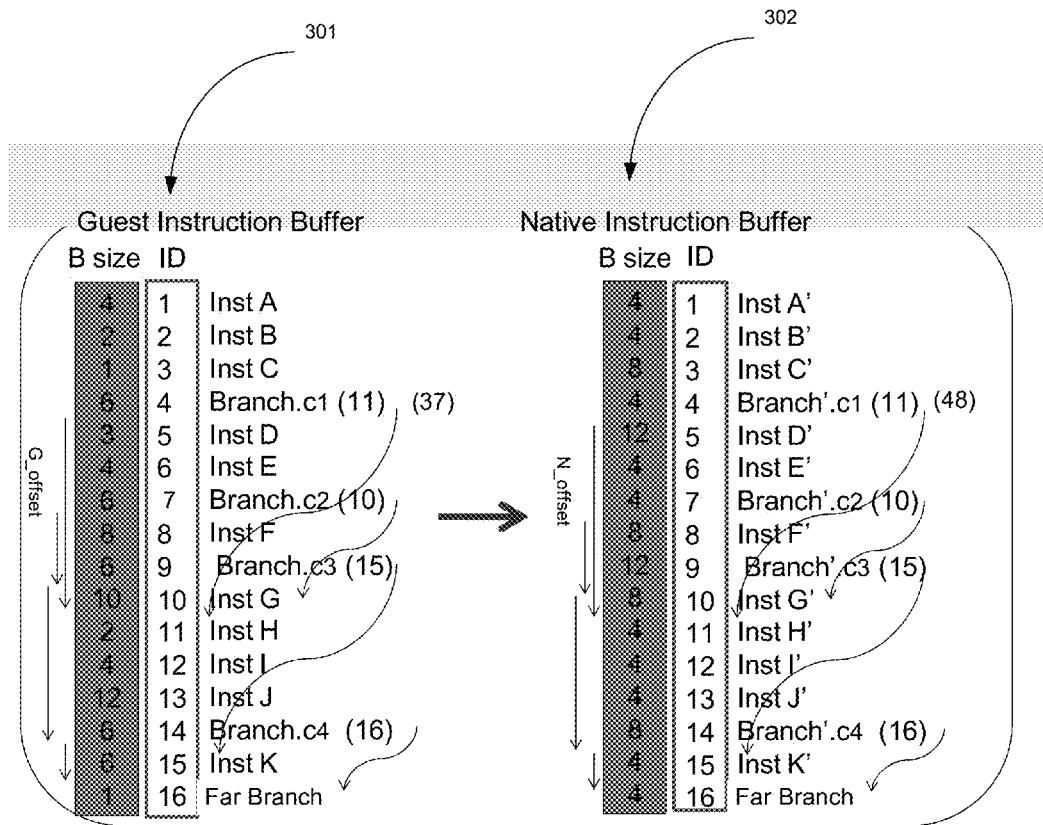 301
302
Guest Instruction Buffer
Native Instruction Buffer
B size ID
B size ID
4 1 Inst A
4 1 Inst A'
2 2 Inst B
4 2 Inst B'
1 3 Inst C
8 3 Inst C'
6 4 Branch.c1 (11) (37)
4 4 Branch'.c1 (11) (48)
3 5 Inst D
12 5 Inst D'
4 6 Inst E
4 6 Inst E'
6 7 Branch.c2 (10)
4 7 Branch'.c2 (10)
8 8 Inst F
8 8 Inst F'
6 9 Branch.c3 (15)
12 9 Branch'.c3 (15)
10 10 Inst G
8 10 Inst G'
2 11 Inst H
4 11 Inst H'
4 12 Inst I
4 12 Inst I'
12 13 Inst J
4 13 Inst J'
6 14 Branch.c4 (16)
8 14 Branch'.c4 (16)
6 15 Inst K
4 15 Inst K'
1 16 Far Branch
4 16 Far Branch
G_offset
N_offset